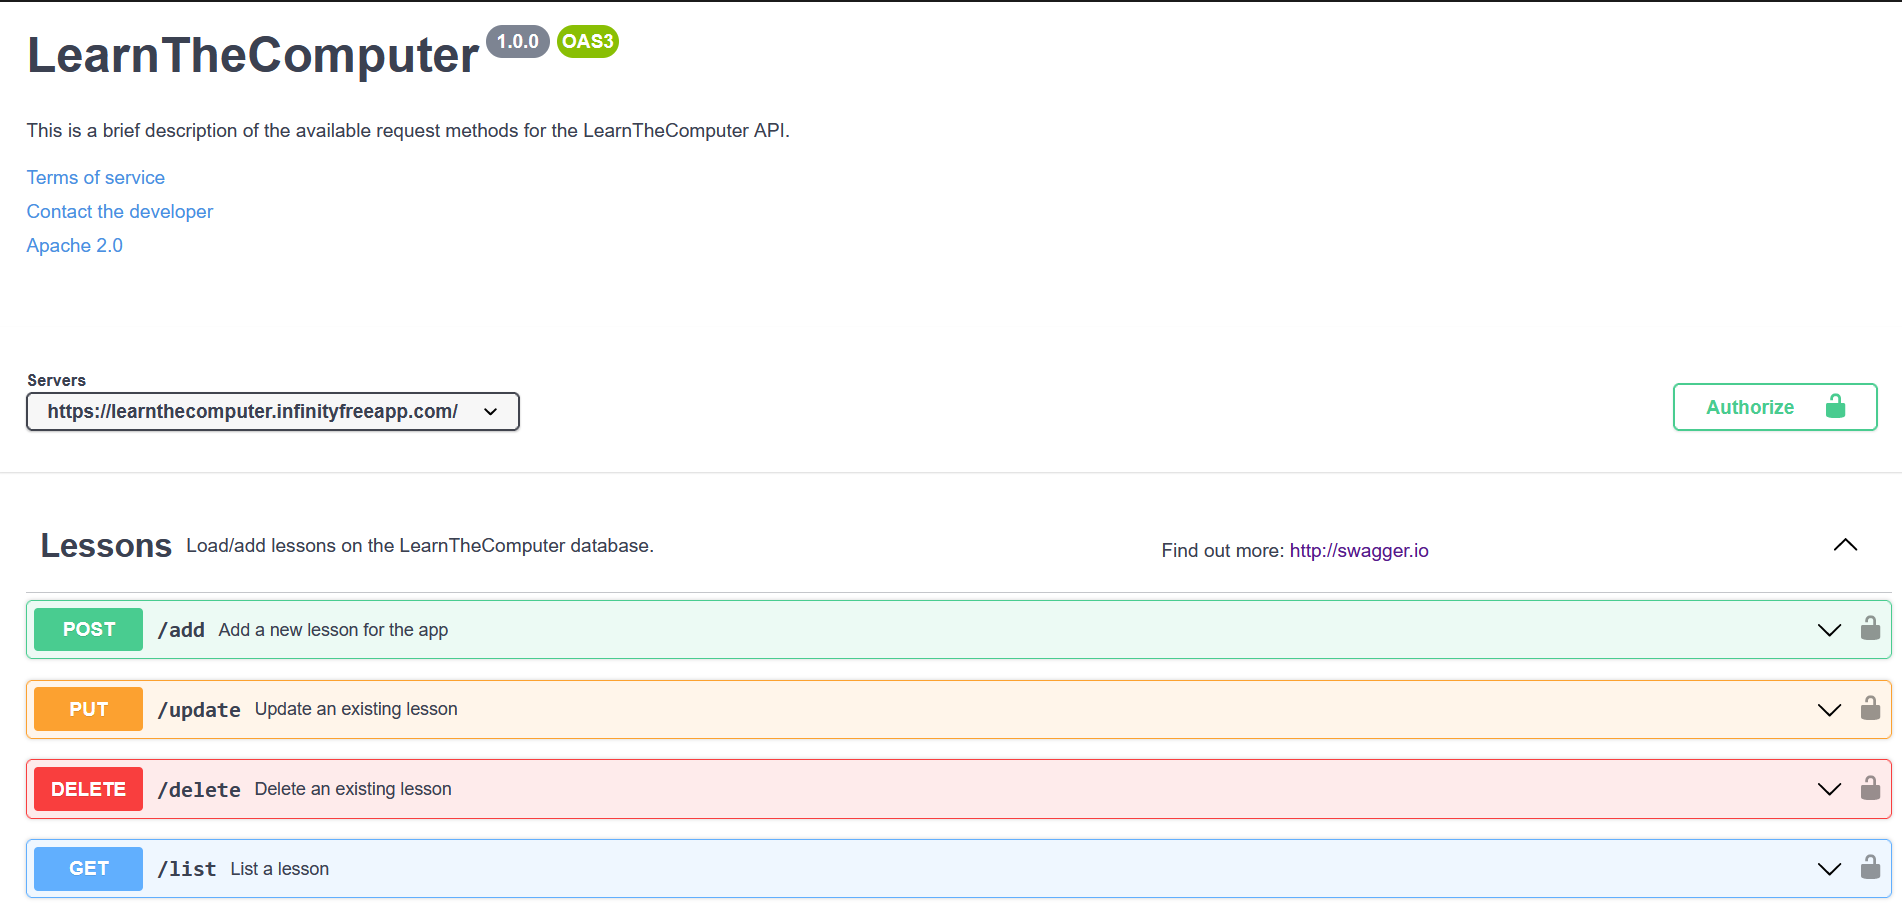 LearnTheComputer 1.0.0 OAS3
This is a brief description of the available request methods for the LearnTheComputer API.
Terms of service
Contact the developer
Apache 2.0
Servers
https://learnthecomputer.infinityfreeapp.com/
Authorize
Lessons Load/add lessons on the LearnTheComputer database. Find out more: http://swagger.io
POST /add Add a new lesson for the app
PUT /update Update an existing lesson
DELETE /delete Delete an existing lesson
GET /list List a lesson